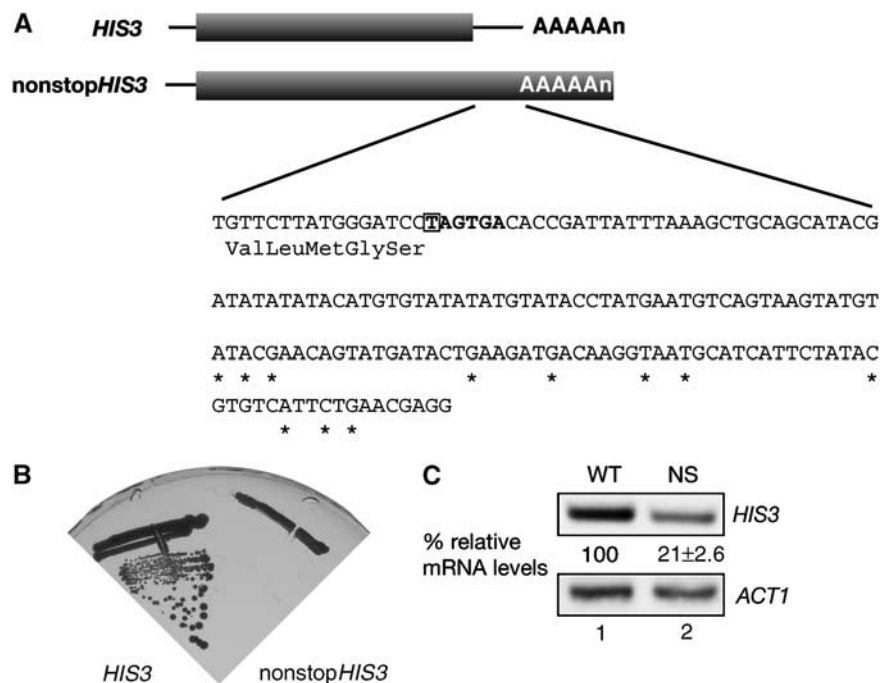 A
HIS3 AAAAAn
nonstopHIS3 AAAAAn
TGTTCTTATGGGATCCTAGTGACACCGATTATTTAAAGCTGCAGCATACG
ValLeuMetGlySer
ATATATATACATGTGTATATATGTATACCTATGAATGTCAGTAAGTATGT
ATACGAACAGTATGATACTGAAGATGACAAGGTAATGCATCATTCTATAC
* * * * * * * *
GTGTCATTCTGAACGAGG
* * *
B
HIS3 nonstopHIS3
C
WT NS
HIS3
% relative
mRNA levels
100 21±2.6
ACT1
1 2